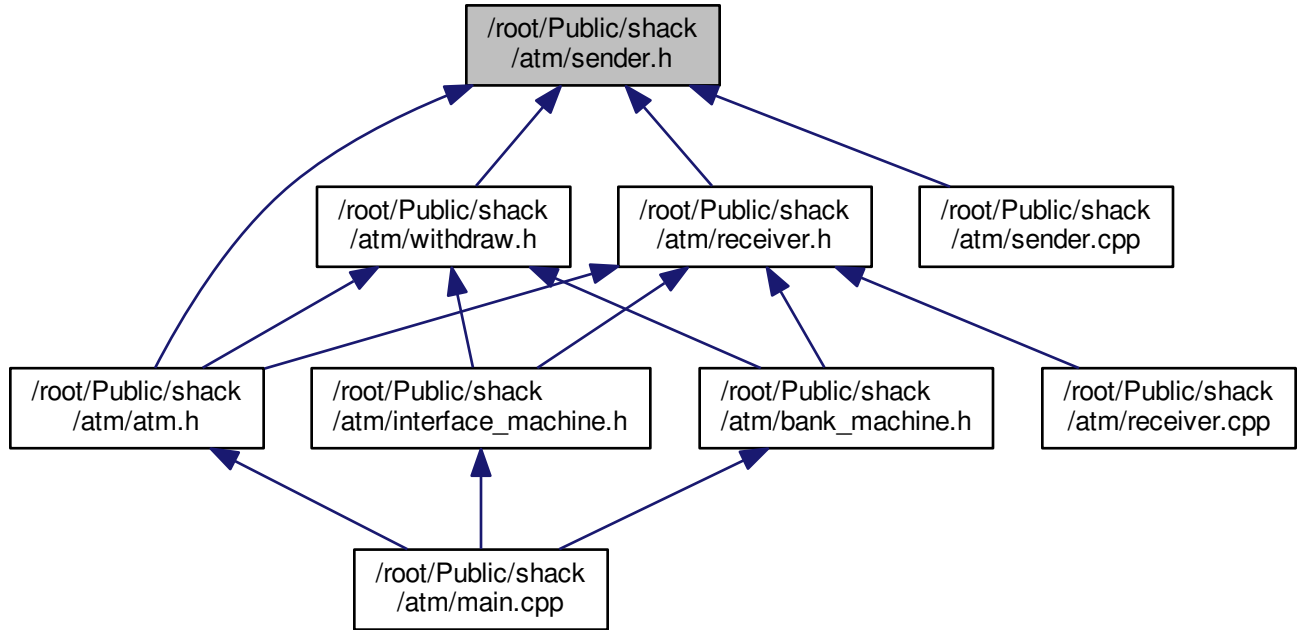 /root/Public/shack
/atm/sender.h
/root/Public/shack
/atm/withdraw.h
/root/Public/shack
/atm/receiver.h
/root/Public/shack
/atm/sender.cpp
/root/Public/shack
/atm/atm.h
/root/Public/shack
/atm/interface_machine.h
/root/Public/shack
/atm/bank_machine.h
/root/Public/shack
/atm/receiver.cpp
/root/Public/shack
/atm/main.cpp